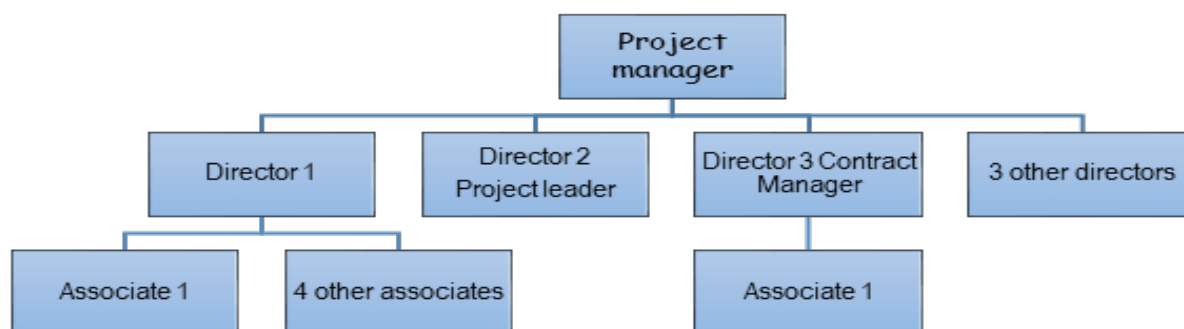 Project
manager
Director 1
Director 2
Project leader
Director 3 Contract
Manager
3 other directors
Associate 1
4 other associates
Associate 1